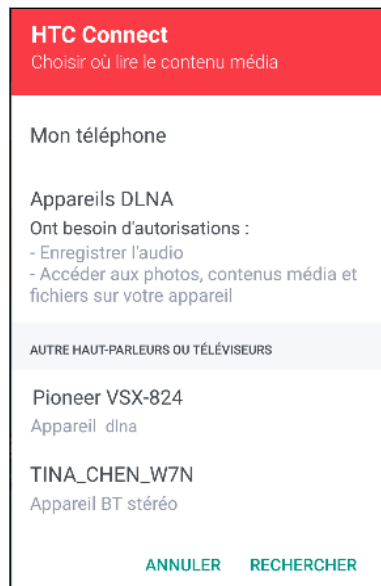 HTC Connect
Choisir où lire le contenu média
Mon téléphone
Appareils DLNA
Ont besoin d'autorisations :
- Enregistrer l'audio
- Accéder aux photos, contenus média et
fichiers sur votre appareil
AUTRE HAUT-PARLEURS OU TÉLÉVISEURS
Pioneer VSX-824
Appareil dlna
TINA_CHEN_W7N
Appareil BT stéréo
ANNULER RECHERCHER